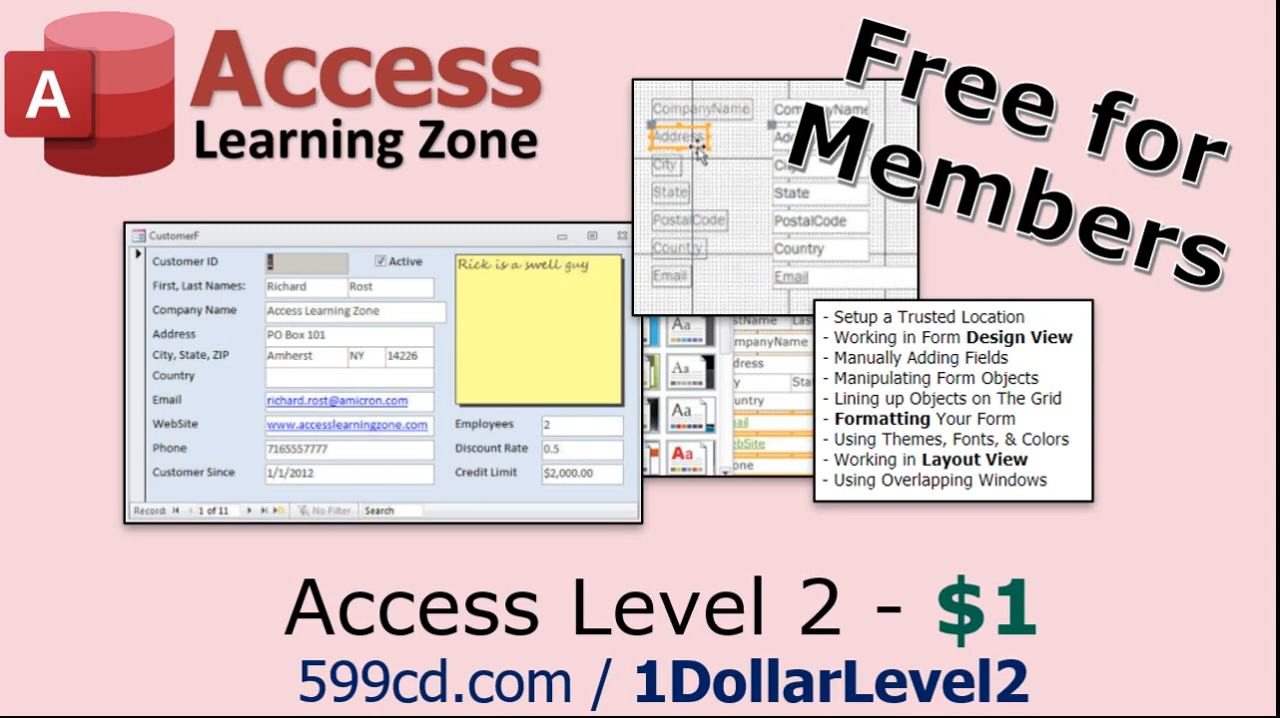 A
Access
Learning Zone
Free for
Members
CompanyName CompanyName
Address
City
State State
PostalCode PostalCode
Country Country
Email Email
CustomerF
Customer ID
Active
First, Last Names: Richard Rost
Company Name Access Learning Zone
Address PO Box 101
City, State, ZIP Amherst NY 14226
Country
Email richard.rost@amicron.com
WebSite www.accesslearningzone.com
Phone 7165557777
Customer Since 1/1/2012
Rick is a swell guy
Employees 2
Discount Rate 0.5
Credit Limit $2,000.00
Record: 1 of 11 No Filter Search
Aa
Aa
Aa
Aa
- Setup a Trusted Location
- Working in Form Design View
- Manually Adding Fields
- Manipulating Form Objects
- Lining up Objects on The Grid
- Formatting Your Form
- Using Themes, Fonts, & Colors
- Working in Layout View
- Using Overlapping Windows
Access Level 2 - $1
599cd.com / 1DollarLevel2